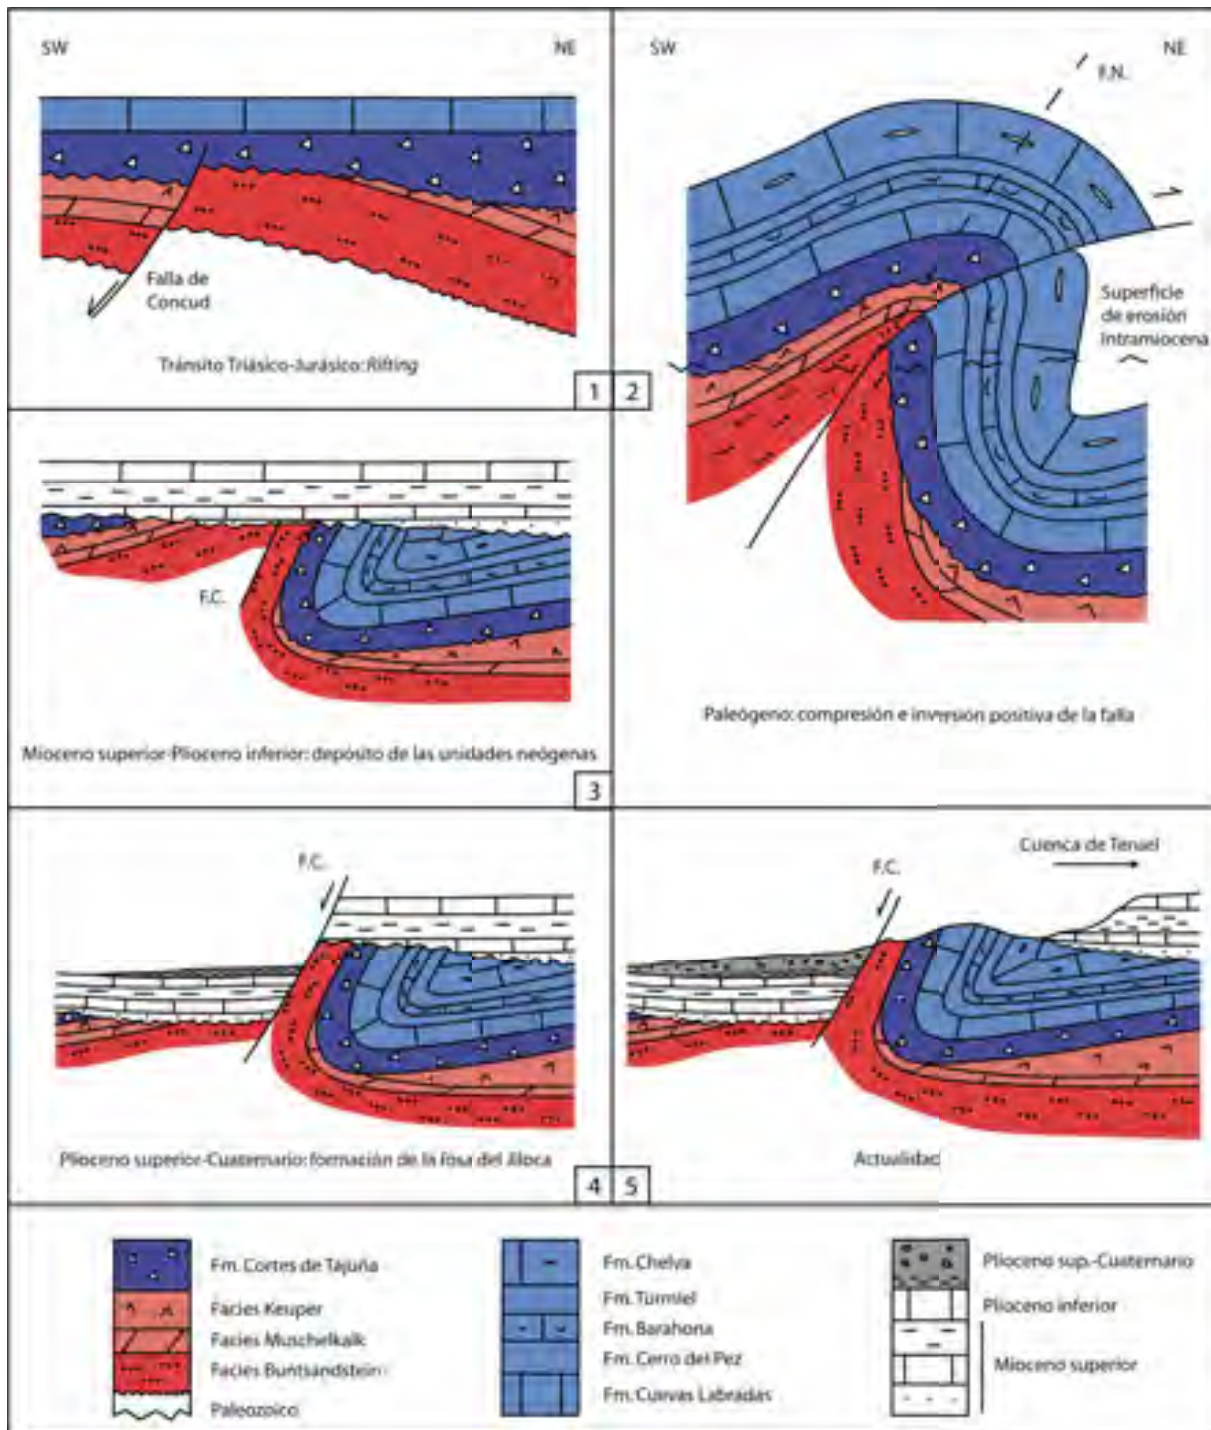 SW
NE
Falla de
Concud
Tránsito Triásico-Jurásico: Rifting
1
SW
NE
F.N.
Superficie
de erosión
Intramiocena
Paleógeno: compresión e inversión positiva de la falla
2
F.C.
Mioceno superior-Plioceno inferior: depósito de las unidades neógenas
3
F.C.
Plioceno superior-Cuaternario: formación de la fosa del Jiloca
4
Cuenca de Teruel
F.C.
Actualidad
5
Fm. Cortes de Tajuña
Facies Keuper
Facies Muschelkalk
Facies Buntsandstein
Paleozoico
Fm. Chelva
Fm. Turmiel
Fm. Barahona
Fm. Cerro del Pez
Fm. Cuevas Labradas
Plioceno sup.-Cuaternario
Plioceno inferior
Mioceno superior